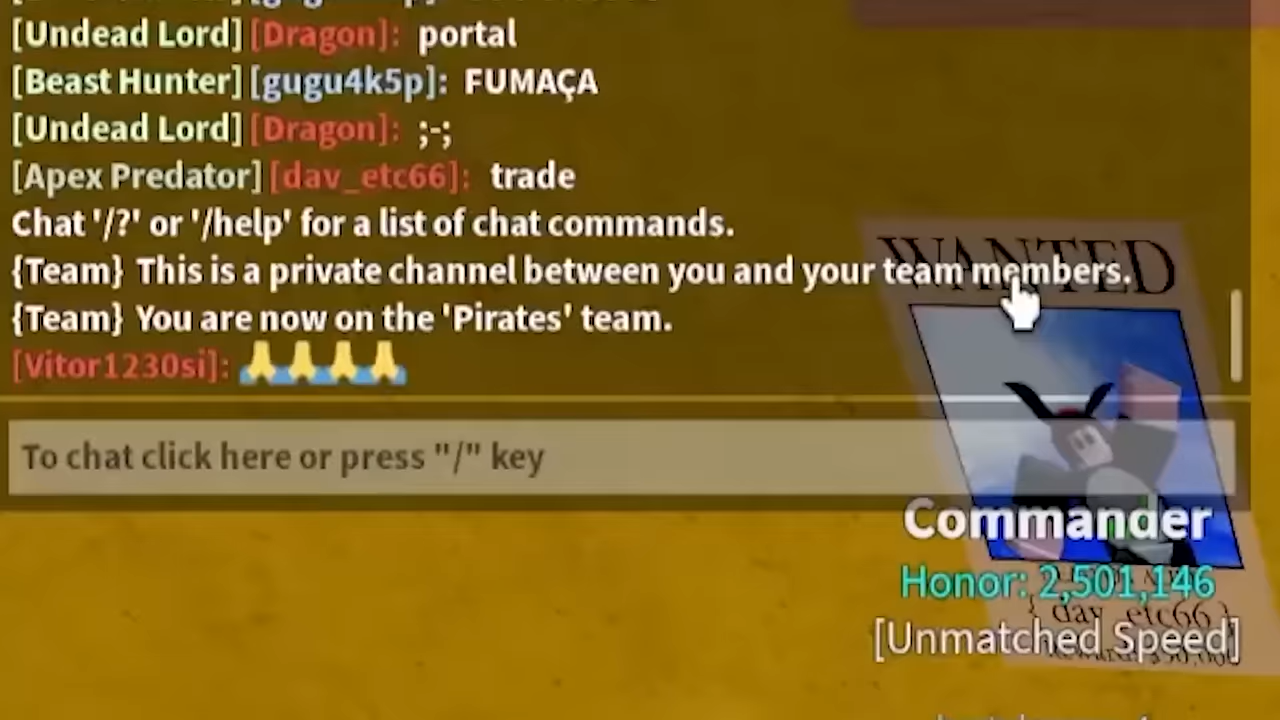 [Undead Lord][Dragon]: portal
[Beast Hunter][gugu4k5p]: FUMAÇA
[Undead Lord][Dragon]: ;-;
[Apex Predator][dav_etc66]: trade
Chat '/?' or '/help' for a list of chat commands.
{Team} This is a private channel between you and your team members.
{Team} You are now on the 'Pirates' team.
[Vitor1230si]: 🙏🙏🙏🙏
WANTED
To chat click here or press "/" key
Commander
Honor: 2,501,146
{ dav_etc66 }
[Unmatched Speed]